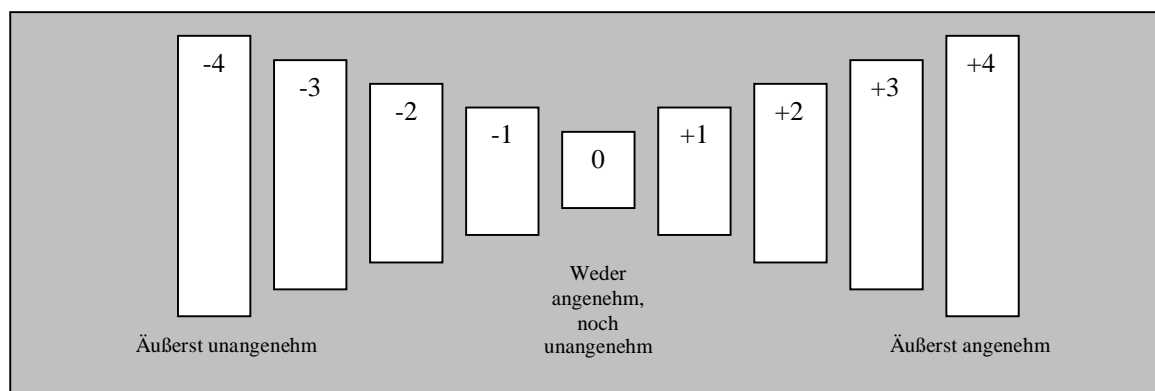 -4 -3 -2 -1 0 +1 +2 +3 +4
Weder
angenehm,
noch
unangenehm
Äußerst unangenehm
Äußerst angenehm